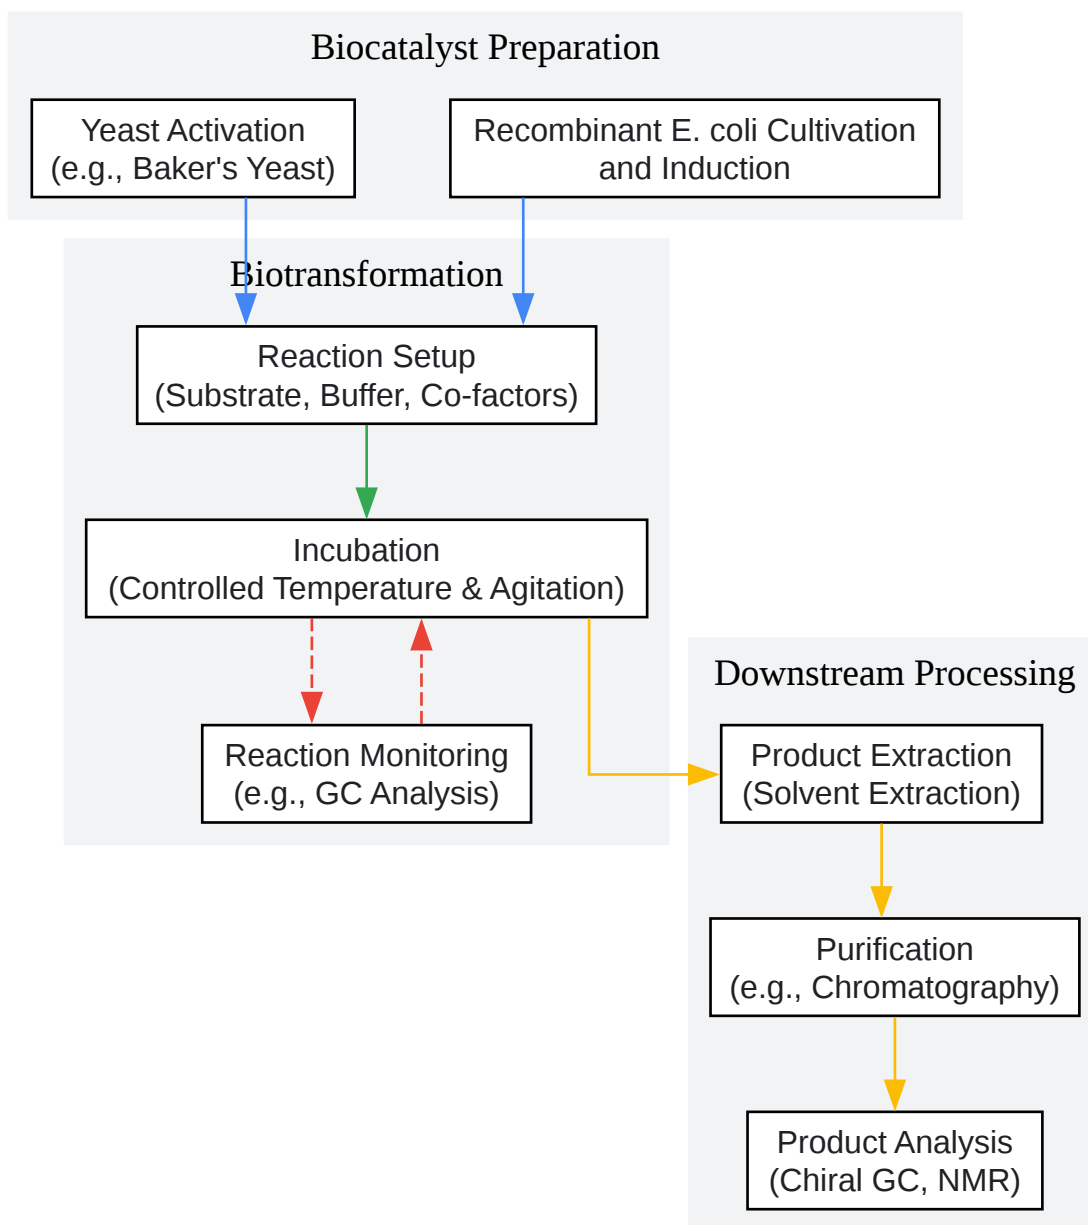 Biocatalyst Preparation
Yeast Activation
(e.g., Baker's Yeast)
Recombinant E. coli Cultivation
and Induction
Biotransformation
Reaction Setup
(Substrate, Buffer, Co-factors)
Incubation
(Controlled Temperature & Agitation)
Reaction Monitoring
(e.g., GC Analysis)
Downstream Processing
Product Extraction
(Solvent Extraction)
Purification
(e.g., Chromatography)
Product Analysis
(Chiral GC, NMR)